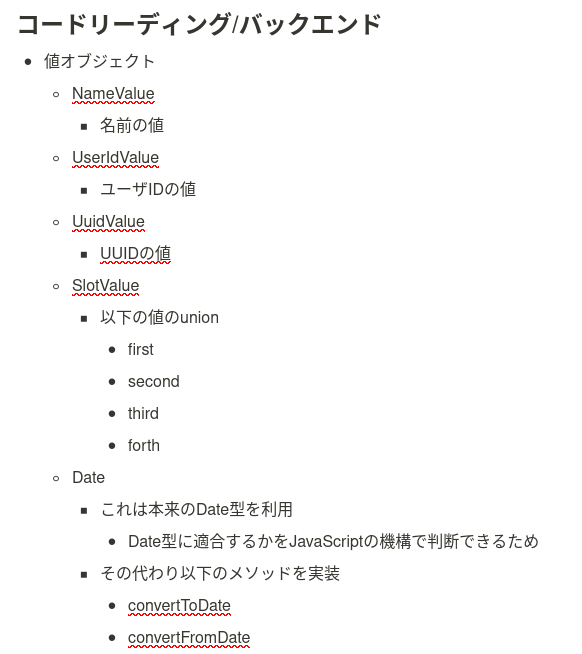 コードリーディング/バックエンド
値オブジェクト
NameValue
名前の値
UserIdValue
ユーザIDの値
UuidValue
UUIDの値
SlotValue
以下の値のunion
first
second
third
forth
Date
これは本来のDate型を利用
Date型に適合するかをJavaScriptの機構で判断できるため
その代わり以下のメソッドを実装
convertToDate
convertFromDate